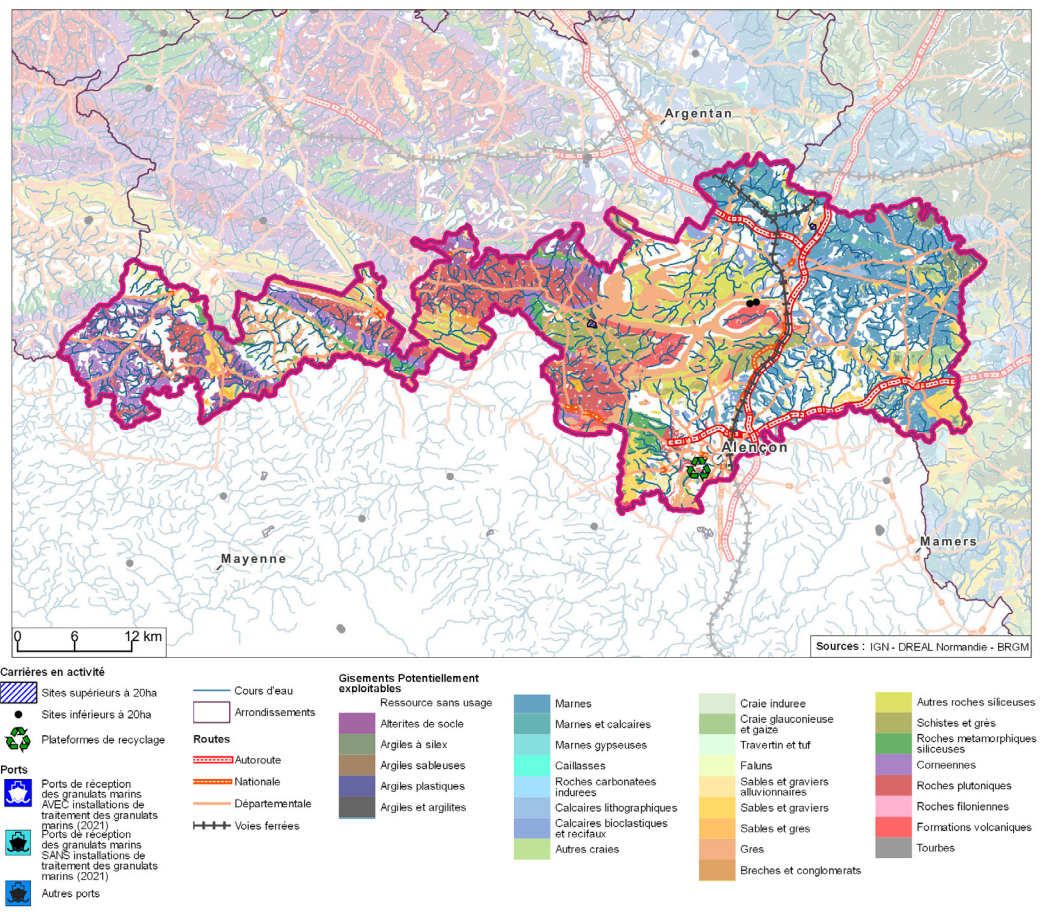 Argentan
Alençon
Mayenne
Mamers
0 6 12 km
Sources : IGN - DREAL Normandie - BRGM
Carrières en activité
Sites supérieurs à 20ha
Sites inférieurs à 20ha
Plateformes de recyclage
Ports
Ports de réception
des granulats marins
AVEC installations de
traitement des granulats
marins (2021)
Ports de réception
des granulats marins
SANS installations de
traitement des granulats
marins (2021)
Autres ports
Cours d'eau
Arrondissements
Routes
Autoroute
Nationale
Départementale
Voies ferrées
Gisements Potentiellement
exploitables
Ressource sans usage
Alterites de socle
Argiles à silex
Argiles sableuses
Argiles plastiques
Argiles et argilites
Marnes
Marnes et calcaires
Marnes gypseuses
Caillasses
Roches carbonatees
indurees
Calcaires lithographiques
Calcaires bioclastiques
et recifaux
Autres craies
Craie induree
Craie glauconieuse
et gaize
Travertin et tuf
Faluns
Sables et graviers
alluvionnaires
Sables et graviers
Sables et gres
Gres
Breches et conglomerats
Autres roches siliceuses
Schistes et grès
Roches metamorphiques
siliceuses
Corneennes
Roches plutoniques
Roches filoniennes
Formations volcaniques
Tourbes